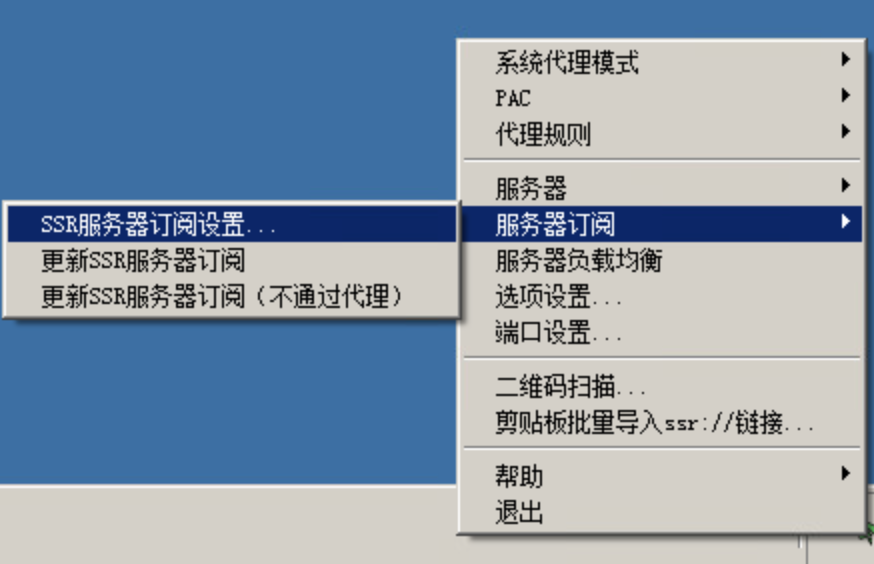 系统代理模式
PAC
代理规则
服务器
服务器订阅
服务器负载均衡
选项设置...
端口设置...
二维码扫描...
剪贴板批量导入ssr://链接...
帮助
退出
SSR服务器订阅设置...
更新SSR服务器订阅
更新SSR服务器订阅（不通过代理）